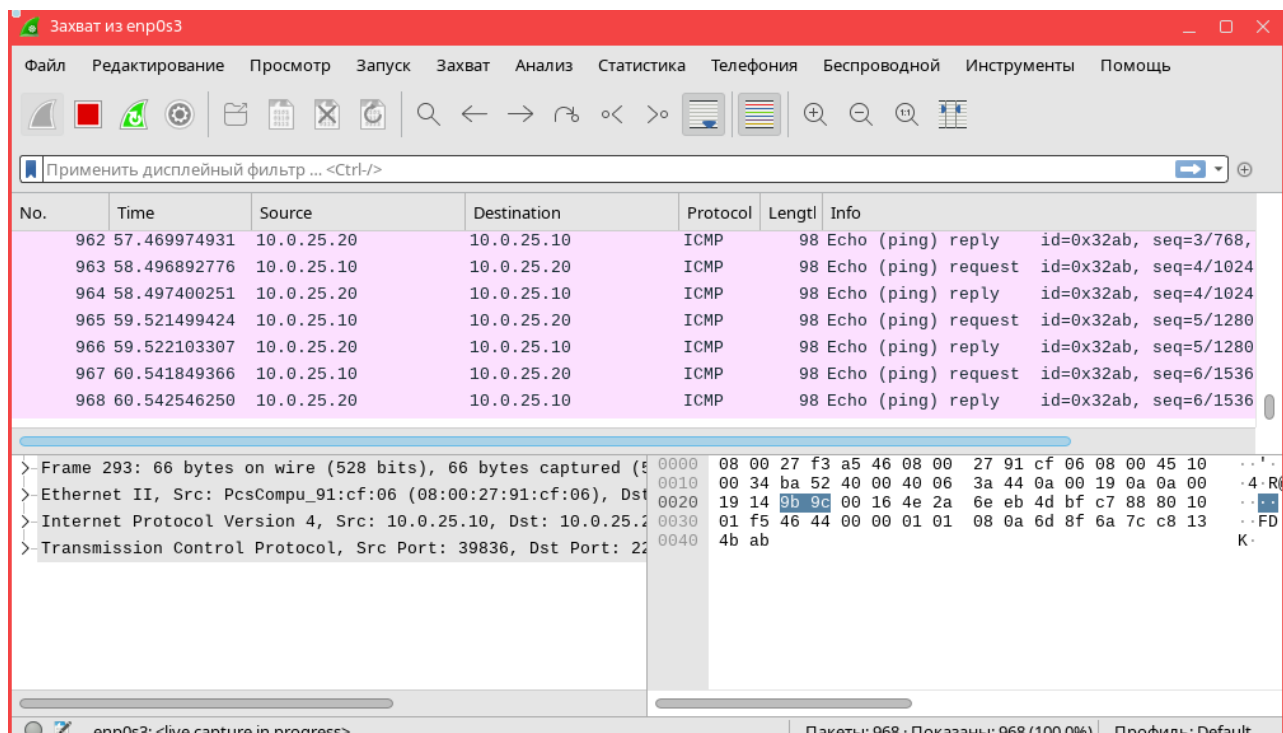 Захват из enp0s3
Файл Редактирование Просмотр Запуск Захват Анализ Статистика Телефония Беспроводной Инструменты Помощь
Применить дисплейный фильтр ... <Ctrl-/>
No. Time Source Destination Protocol Lengtl Info
962 57.469974931 10.0.25.20 10.0.25.10 ICMP 98 Echo (ping) reply id=0x32ab, seq=3/768,
963 58.496892776 10.0.25.10 10.0.25.20 ICMP 98 Echo (ping) request id=0x32ab, seq=4/1024
964 58.497400251 10.0.25.20 10.0.25.10 ICMP 98 Echo (ping) reply id=0x32ab, seq=4/1024
965 59.521499424 10.0.25.10 10.0.25.20 ICMP 98 Echo (ping) request id=0x32ab, seq=5/1280
966 59.522103307 10.0.25.20 10.0.25.10 ICMP 98 Echo (ping) reply id=0x32ab, seq=5/1280
967 60.541849366 10.0.25.10 10.0.25.20 ICMP 98 Echo (ping) request id=0x32ab, seq=6/1536
968 60.542546250 10.0.25.20 10.0.25.10 ICMP 98 Echo (ping) reply id=0x32ab, seq=6/1536
Frame 293: 66 bytes on wire (528 bits), 66 bytes captured (5
Ethernet II, Src: PcsCompu_91:cf:06 (08:00:27:91:cf:06), Dst
Internet Protocol Version 4, Src: 10.0.25.10, Dst: 10.0.25.2
Transmission Control Protocol, Src Port: 39836, Dst Port: 22
0000 08 00 27 f3 a5 46 08 00 27 91 cf 06 08 00 45 10 ··'·
0010 00 34 ba 52 40 00 40 06 3a 44 0a 00 19 0a 0a 00 ·4·R@
0020 19 14 9b 9c 00 16 4e 2a 6e eb 4d bf c7 88 80 10 ····
0030 01 f5 46 44 00 00 01 01 08 0a 6d 8f 6a 7c c8 13 ··FD
0040 4b ab K·
enp0s3: <live capture in progress> Пакеты: 968 · Показаны: 968 (100.0%) Профиль: Default